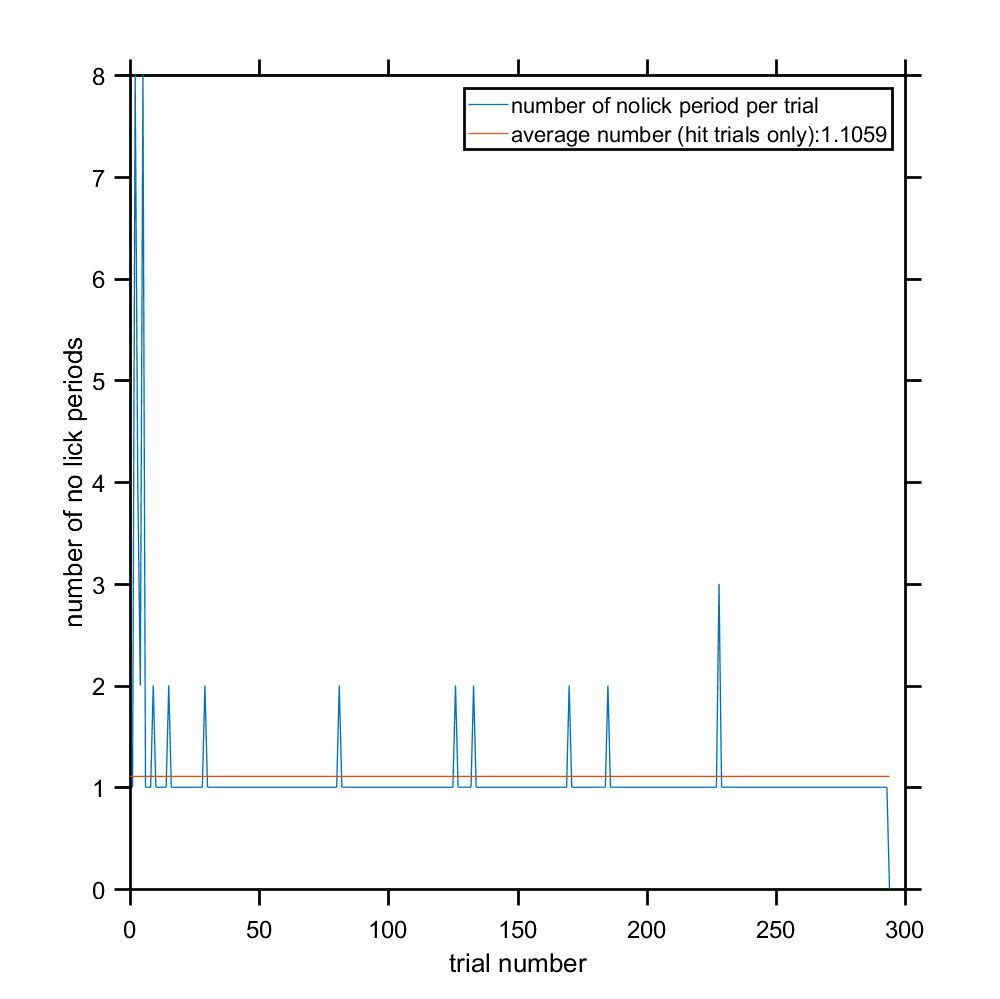 number of nolick period per trial
average number (hit trials only):1.1059
8
7
6
5
4
3
2
1
0
number of no lick periods
0 50 100 150 200 250 300
trial number